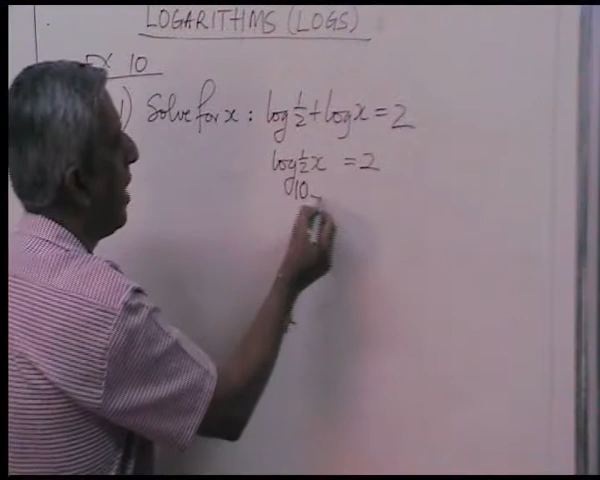 LOGARITHMS (LOGS)
EX 10
1) Solve for x : log 1/2 + log x = 2
log 1/2 x = 2
10